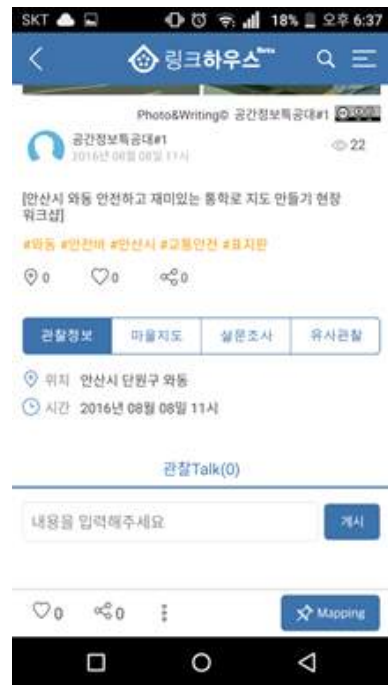 SKT 18% 오후 6:37
링크하우스 Beta
Photo&Writing© 공간정보특공대#1
공간정보특공대#1
2016년 08월 08일 11시
22
[안산시 와동 안전하고 재미있는 통학로 지도 만들기 현장
워크샵]
#와동 #안전바 #안산시 #교통안전 #표지판
0 0 0
관찰정보 마을지도 설문조사 유사관찰
위치 안산시 단원구 와동
시간 2016년 08월 08일 11시
관찰Talk(0)
내용을 입력해주세요 게시
0 0 Mapping